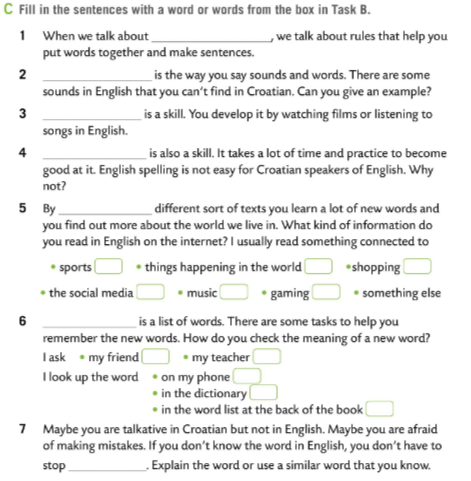 C Fill in the sentences with a word or words from the box in Task B.
1 When we talk about ____________________, we talk about rules that help you
put words together and make sentences.
2 __________________ is the way you say sounds and words. There are some
sounds in English that you can't find in Croatian. Can you give an example?
3 ________________ is a skill. You develop it by watching films or listening to
songs in English.
4 _________________ is also a skill. It takes a lot of time and practice to become
good at it. English spelling is not easy for Croatian speakers of English. Why
not?
5 By _______________ different sort of texts you learn a lot of new words and
you find out more about the world we live in. What kind of information do
you read in English on the internet? I usually read something connected to
• sports • things happening in the world • shopping
• the social media • music • gaming • something else
6 _______________ is a list of words. There are some tasks to help you
remember the new words. How do you check the meaning of a new word?
I ask • my friend • my teacher
I look up the word • on my phone
• in the dictionary
• in the word list at the back of the book
7 Maybe you are talkative in Croatian but not in English. Maybe you are afraid
of making mistakes. If you don't know the word in English, you don't have to
stop _____________. Explain the word or use a similar word that you know.